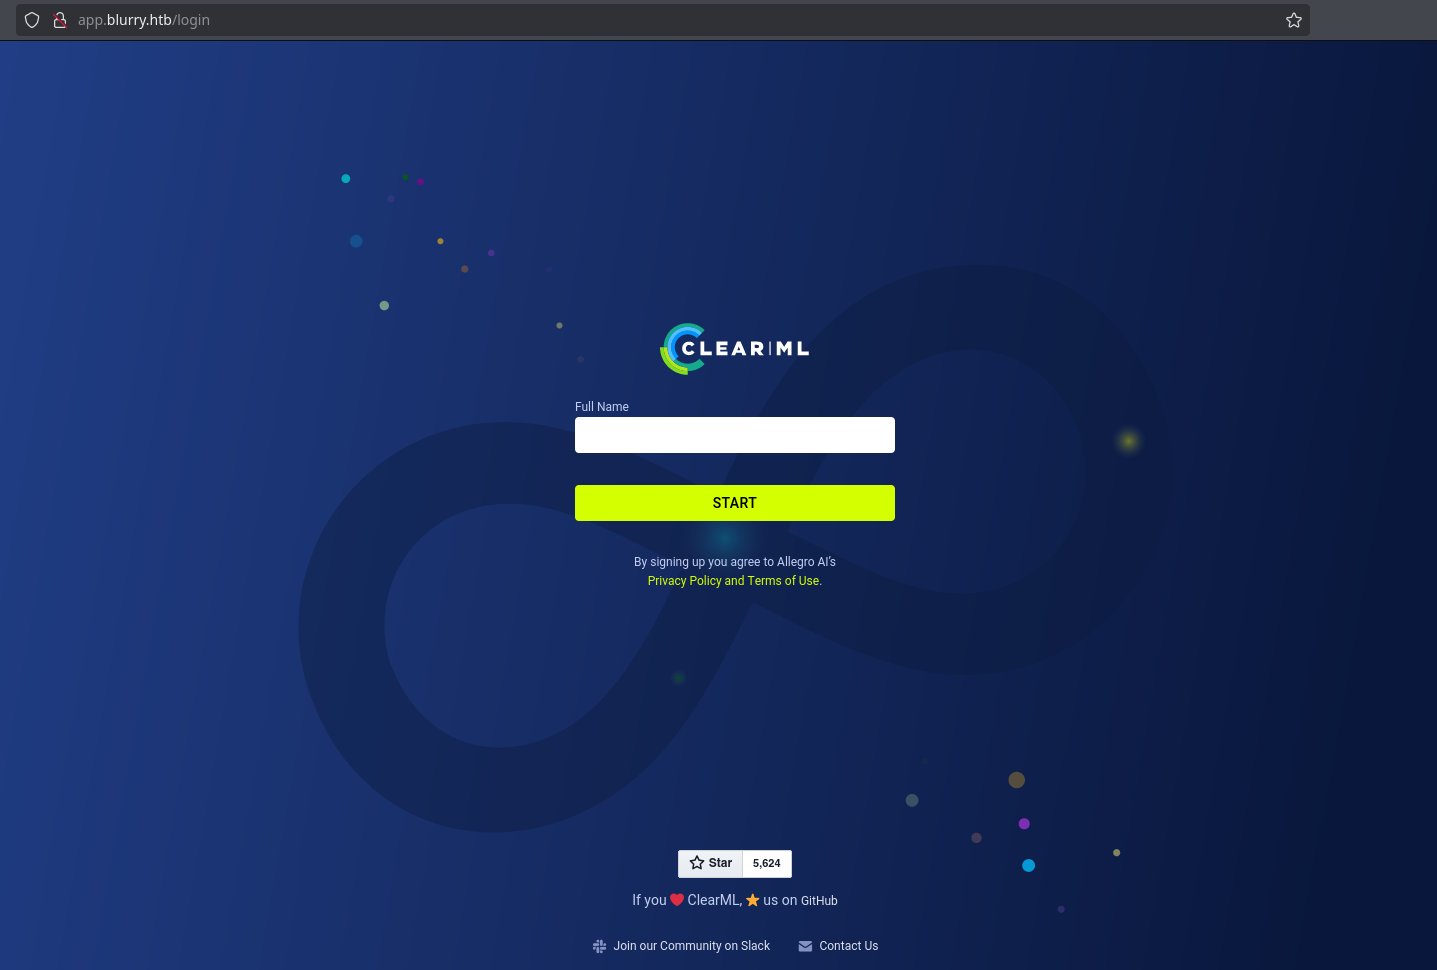 app.blurry.htb/login
CLEAR|ML
Full Name
START
By signing up you agree to Allegro AI's
Privacy Policy and Terms of Use.
Star 5,624
If you ❤️ ClearML, ⭐ us on GitHub
Join our Community on Slack Contact Us